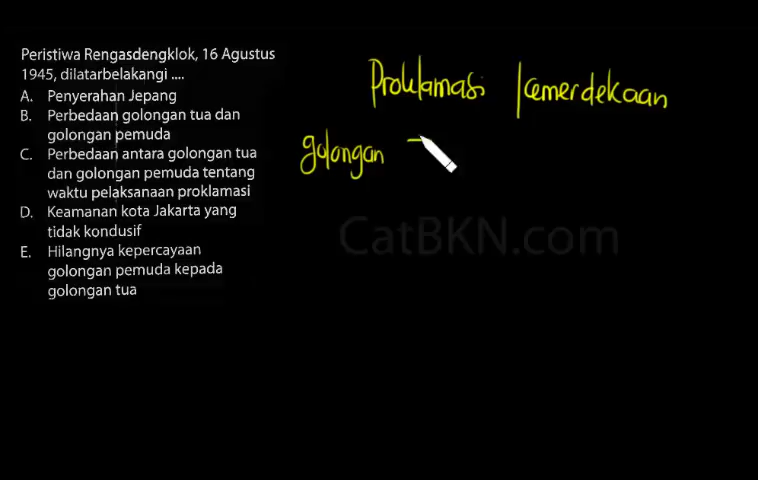 Peristiwa Rengasdengklok, 16 Agustus
1945, dilatarbelakangi ....
A. Penyerahan Jepang
B. Perbedaan golongan tua dan
golongan pemuda
C. Perbedaan antara golongan tua
dan golongan pemuda tentang
waktu pelaksanaan proklamasi
D. Keamanan kota Jakarta yang
tidak kondusif
E. Hilangnya kepercayaan
golongan pemuda kepada
golongan tua
Proklamasi Kemerdekaan
golongan
CatBKN.com